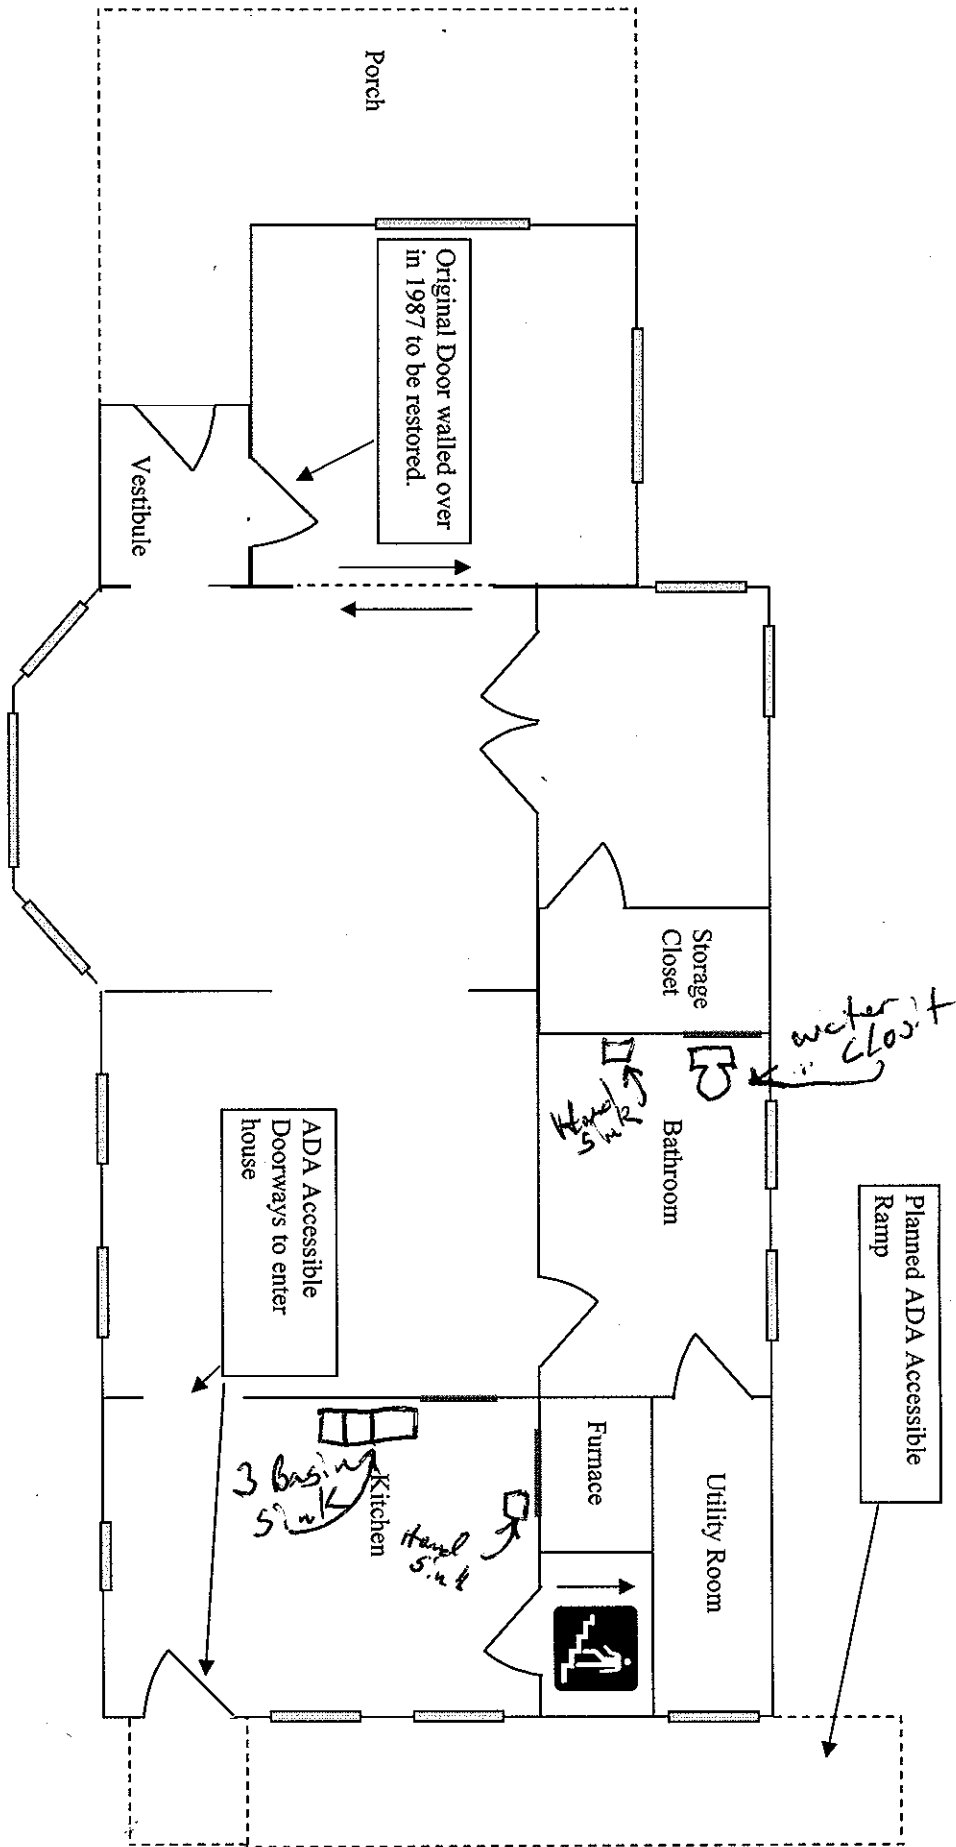 Porch
Original Door walled over
in 1987 to be restored.
Vestibule
Storage
Closet
water
closit
Hand
Sink
Bathroom
Planned ADA Accessible
Ramp
ADA Accessible
Doorways to enter
house
Furnace
Utility Room
3 Basin
Sink
Kitchen
Hand
Sink